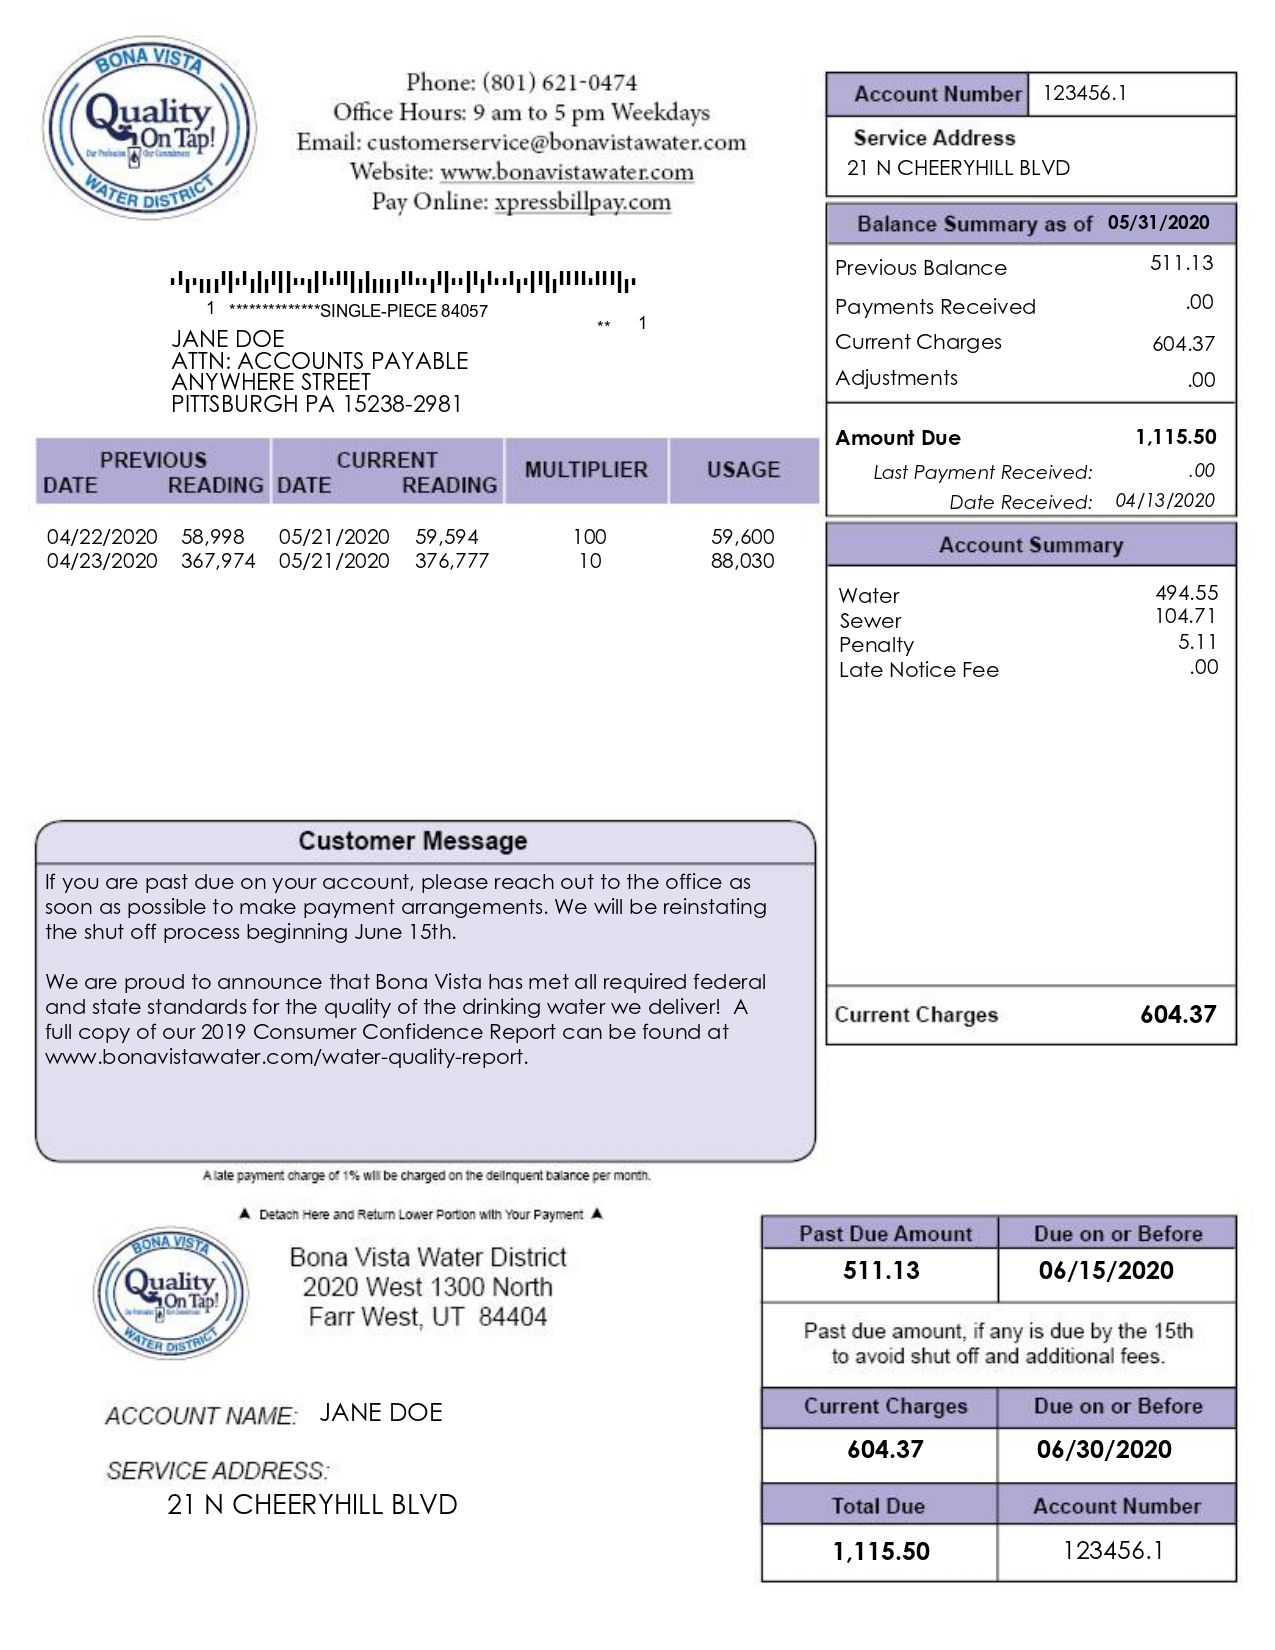 BONA VISTA
Quality
On Tap!
Our Profession Our Commitment
WATER DISTRICT
Phone: (801) 621-0474
Office Hours: 9 am to 5 pm Weekdays
Email: customerservice@bonavistawater.com
Website: www.bonavistawater.com
Pay Online: xpressbillpay.com
Account Number 123456.1
Service Address
21 N CHEERYHILL BLVD
Balance Summary as of 05/31/2020
Previous Balance 511.13
Payments Received .00
Current Charges 604.37
Adjustments .00
Amount Due 1,115.50
Last Payment Received: .00
Date Received: 04/13/2020
1 **************SINGLE-PIECE 84057
** 1
JANE DOE
ATTN: ACCOUNTS PAYABLE
ANYWHERE STREET
PITTSBURGH PA 15238-2981
PREVIOUS CURRENT MULTIPLIER USAGE
DATE READING DATE READING
04/22/2020 58,998 05/21/2020 59,594 100 59,600
04/23/2020 367,974 05/21/2020 376,777 10 88,030
Account Summary
Water 494.55
Sewer 104.71
Penalty 5.11
Late Notice Fee .00
Current Charges 604.37
Customer Message
If you are past due on your account, please reach out to the office as
soon as possible to make payment arrangements. We will be reinstating
the shut off process beginning June 15th.
We are proud to announce that Bona Vista has met all required federal
and state standards for the quality of the drinking water we deliver! A
full copy of our 2019 Consumer Confidence Report can be found at
www.bonavistawater.com/water-quality-report.
A late payment charge of 1% will be charged on the delinquent balance per month.
▲ Detach Here and Return Lower Portion with Your Payment ▲
BONA VISTA
Quality
On Tap!
WATER DISTRICT
Bona Vista Water District
2020 West 1300 North
Farr West, UT 84404
ACCOUNT NAME: JANE DOE
SERVICE ADDRESS:
21 N CHEERYHILL BLVD
Past Due Amount Due on or Before
511.13 06/15/2020
Past due amount, if any is due by the 15th
to avoid shut off and additional fees.
Current Charges Due on or Before
604.37 06/30/2020
Total Due Account Number
1,115.50 123456.1